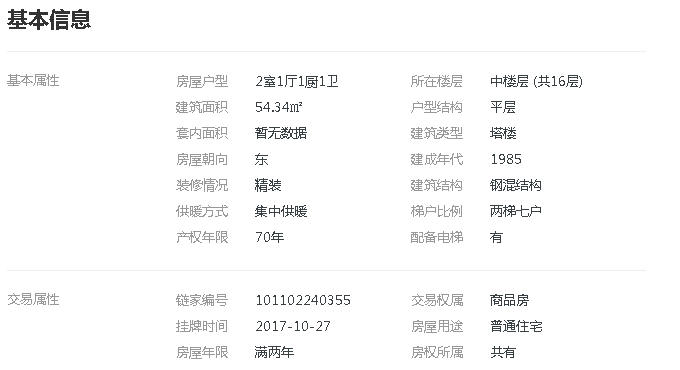 基本信息
基本属性 房屋户型 2室1厅1厨1卫 所在楼层 中楼层 (共16层)
建筑面积 54.34㎡ 户型结构 平层
套内面积 暂无数据 建筑类型 塔楼
房屋朝向 东 建成年代 1985
装修情况 精装 建筑结构 钢混结构
供暖方式 集中供暖 梯户比例 两梯七户
产权年限 70年 配备电梯 有
交易属性 链家编号 101102240355 交易权属 商品房
挂牌时间 2017-10-27 房屋用途 普通住宅
房屋年限 满两年 房权所属 共有